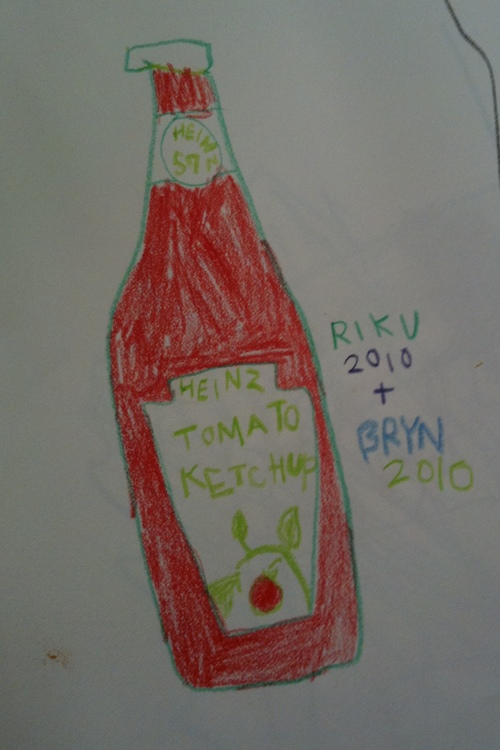 HEINZ
57
HEINZ
TOMATO
KETCHUP
RIKU
2010
+
BRYN
2010